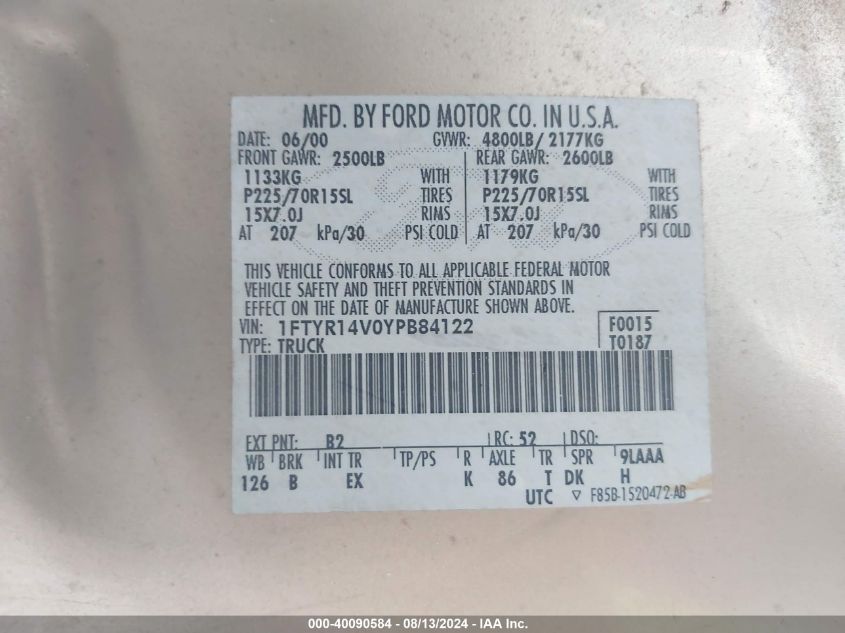 MFD. BY FORD MOTOR CO. IN U.S.A.
DATE: 06/00 GVWR: 4800LB/ 2177KG
FRONT GAWR: 2500LB REAR GAWR: 2600LB
1133KG WITH 1179KG WITH
P225/70R15SL TIRES P225/70R15SL TIRES
15X7.0J RIMS 15X7.0J RIMS
AT 207 kPa/30 PSI COLD AT 207 kPa/30 PSI COLD
THIS VEHICLE CONFORMS TO ALL APPLICABLE FEDERAL MOTOR
VEHICLE SAFETY AND THEFT PREVENTION STANDARDS IN
EFFECT ON THE DATE OF MANUFACTURE SHOWN ABOVE.
VIN: 1FTYR14V0YPB84122 F0015
TYPE: TRUCK T0187
EXT PNT: B2 RC: 52 DSO:
WB BRK INT TR TP/PS R AXLE TR SPR 9LAAA
126 B EX K 86 T DK H
UTC ▽ F85B-1520472-AB
000-40090584 - 08/13/2024 - IAA Inc.